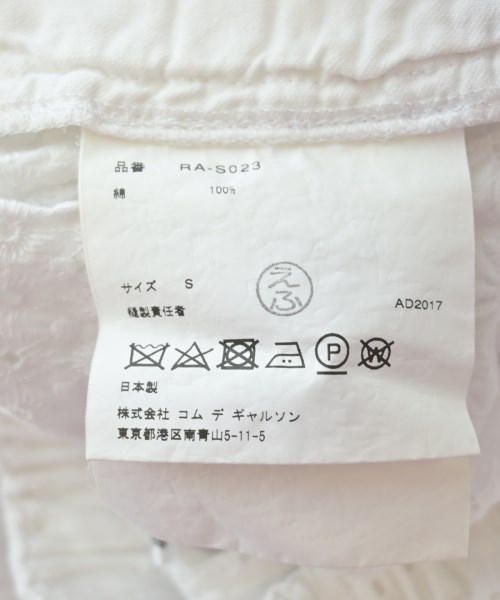 品番 RA-S023
綿 100%
サイズ S
えふ
縫製責任者
AD2017
P
W
日本製
株式会社 コム デ ギャルソン
東京都港区南青山5-11-5